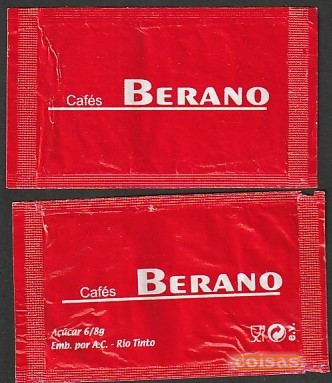 Cafés BERANO
Cafés BERANO
Açúcar 6/8g
Emb. por A.C. - Rio Tinto
coisas